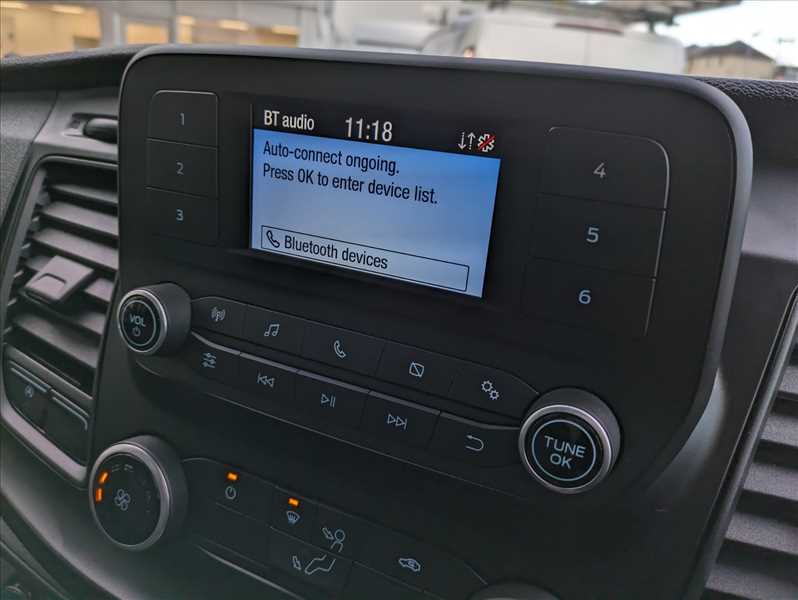 BT audio 11:18
Auto-connect ongoing.
Press OK to enter device list.
Bluetooth devices
1
2
3
4
5
6
VOL
TUNE
OK